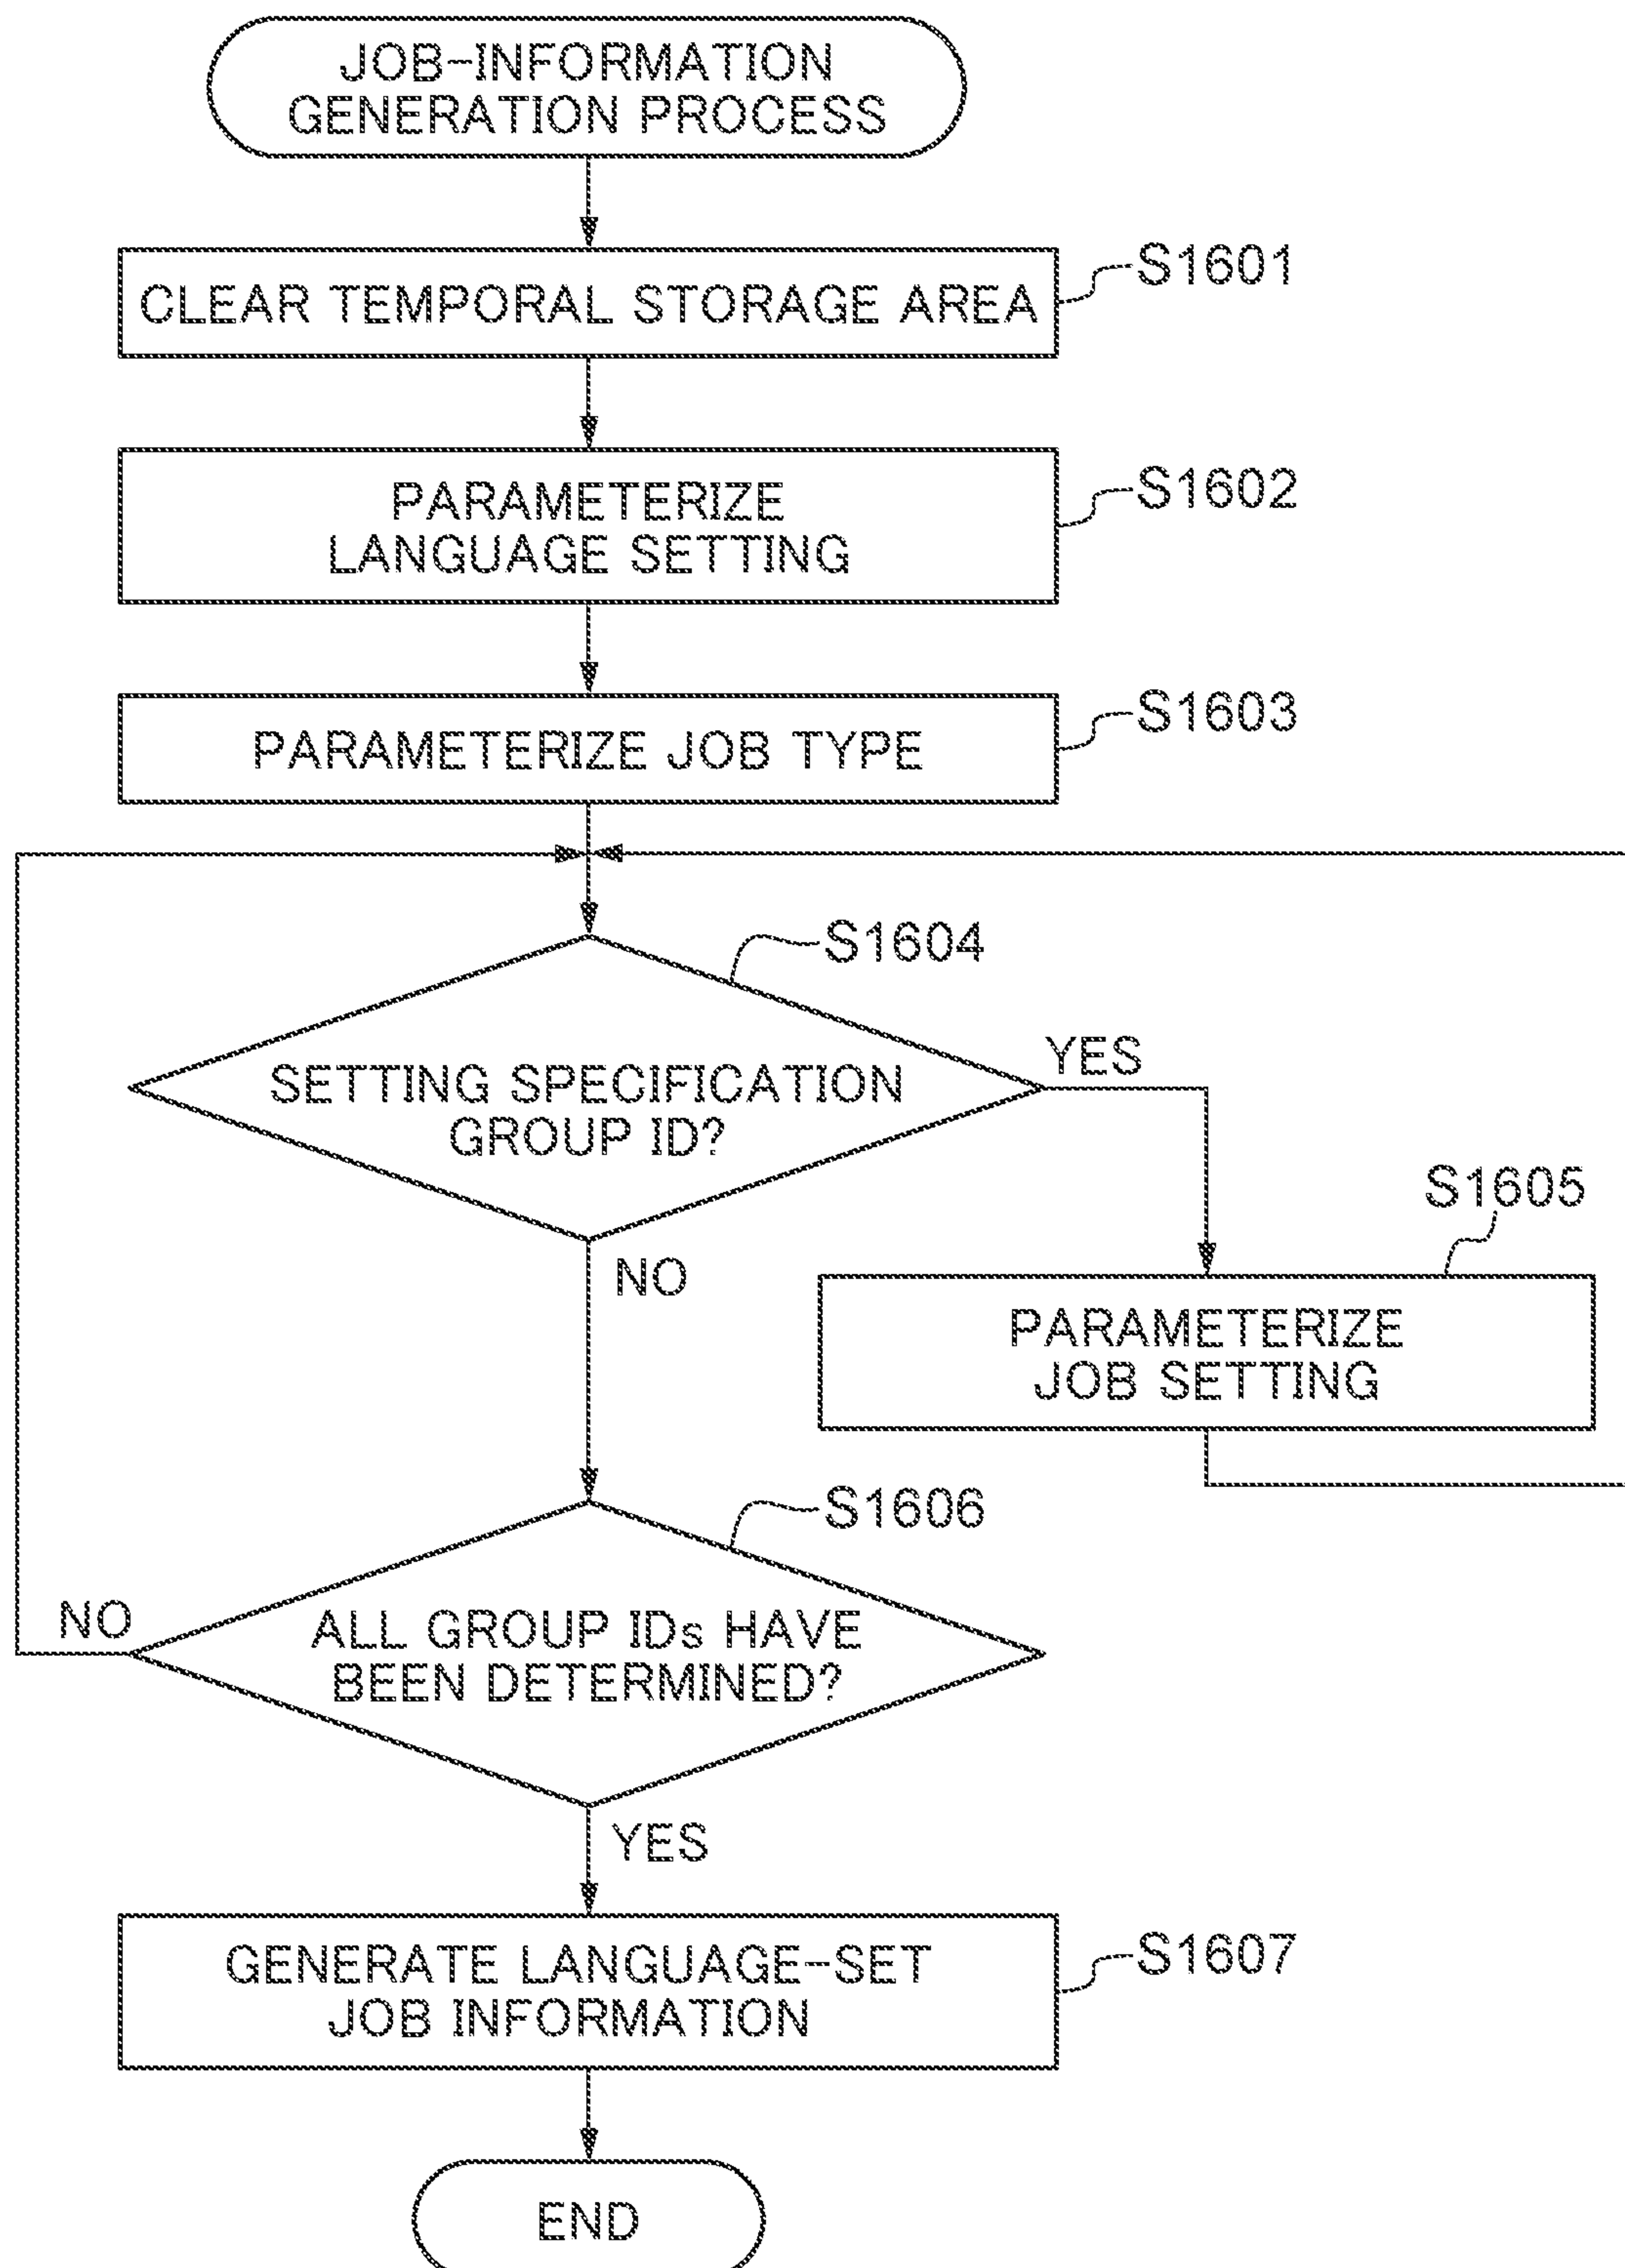 JOB-INFORMATION
GENERATION PROCESS
CLEAR TEMPORAL STORAGE AREA
S1601
PARAMETERIZE
LANGUAGE SETTING
S1602
PARAMETERIZE JOB TYPE
S1603
S1604
SETTING SPECIFICATION
GROUP ID?
YES
NO
S1605
PARAMETERIZE
JOB SETTING
S1606
ALL GROUP IDs HAVE
BEEN DETERMINED?
NO
YES
GENERATE LANGUAGE-SET
JOB INFORMATION
S1607
END